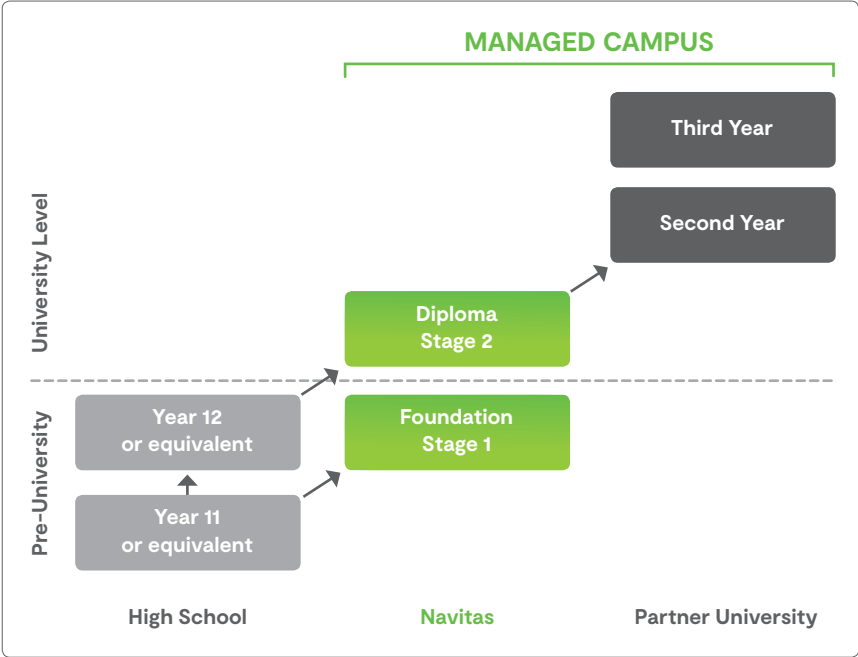 MANAGED CAMPUS
Third Year
Second Year
University Level
Diploma
Stage 2
Year 12
or equivalent
Foundation
Stage 1
Pre-University
Year 11
or equivalent
High School
Navitas
Partner University